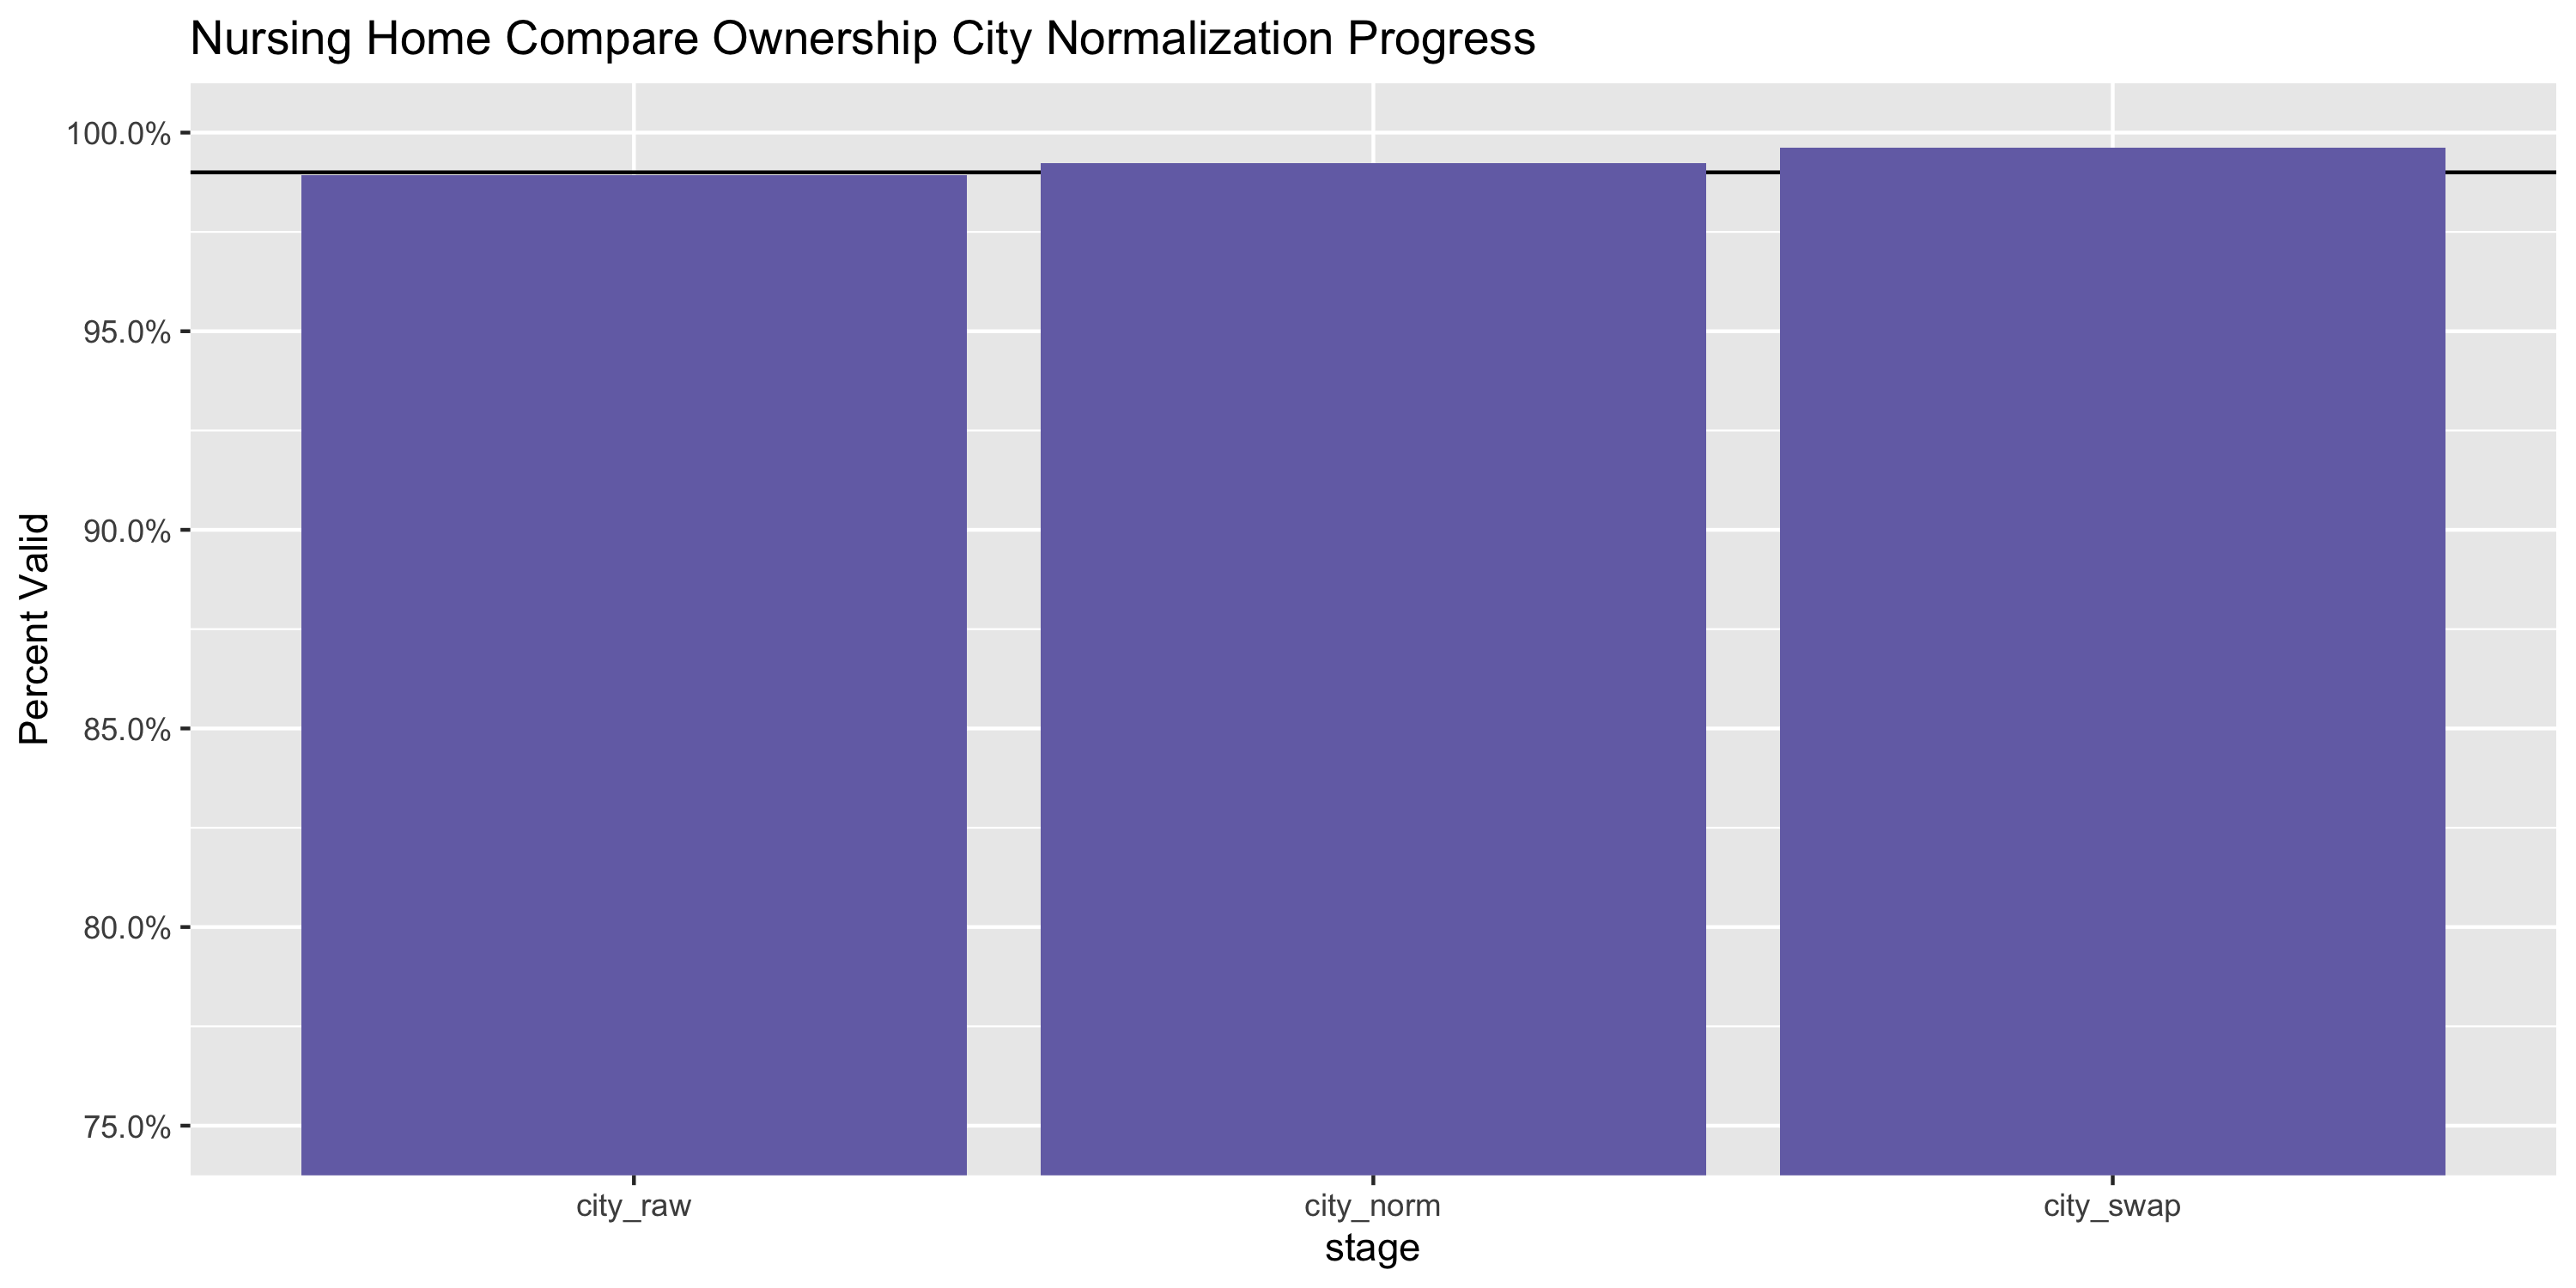 Nursing Home Compare Ownership City Normalization Progress
Percent Valid
100.0%
95.0%
90.0%
85.0%
80.0%
75.0%
city_raw city_norm city_swap
stage